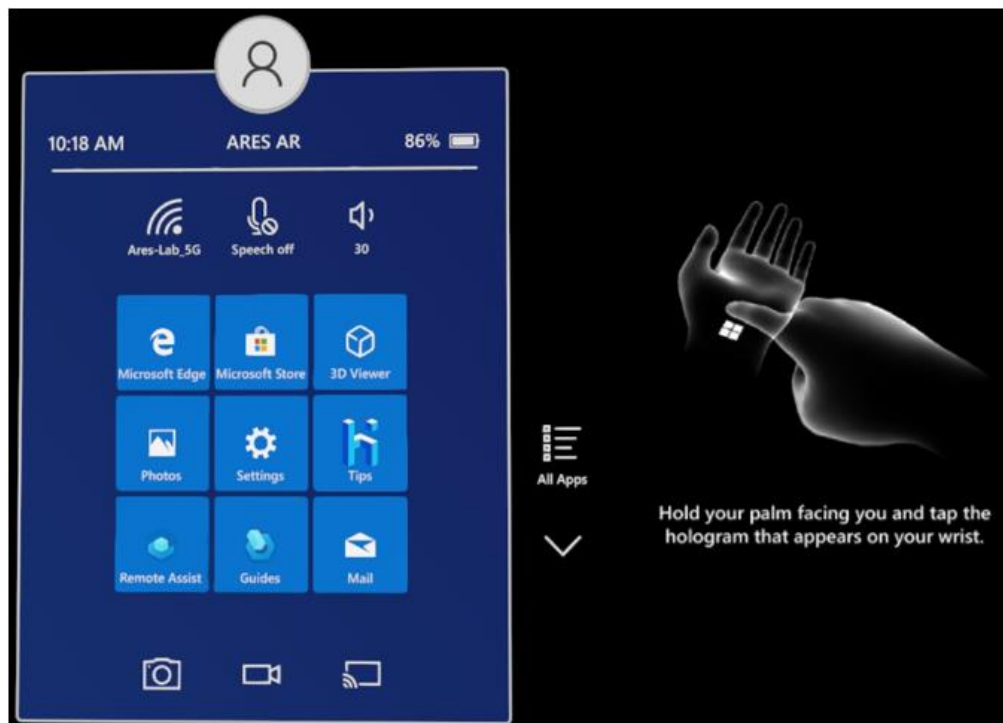 10:18 AM ARES AR 86%
Ares-Lab_5G Speech off 30
Microsoft Edge Microsoft Store 3D Viewer
Photos Settings Tips
Remote Assist Guides Mail
All Apps
Hold your palm facing you and tap the
hologram that appears on your wrist.